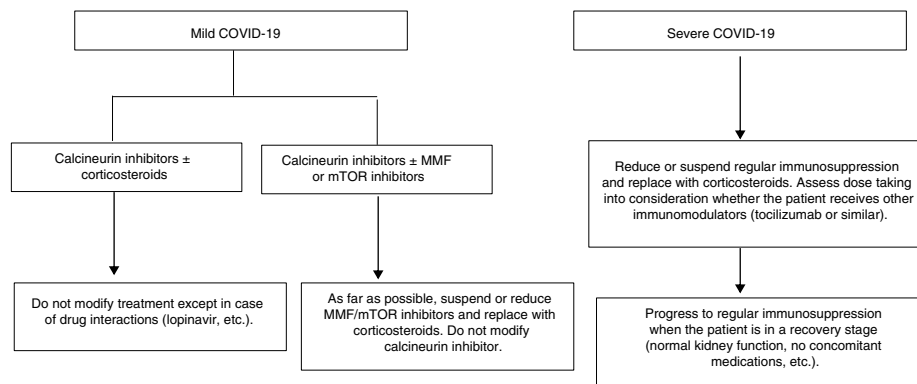 Mild COVID-19
Severe COVID-19
Calcineurin inhibitors ±
corticosteroids
Calcineurin inhibitors ± MMF
or mTOR inhibitors
Reduce or suspend regular immunosuppression
and replace with corticosteroids. Assess dose taking
into consideration whether the patient receives other
immunomodulators (tocilizumab or similar).
Do not modify treatment except in case
of drug interactions (lopinavir, etc.).
As far as possible, suspend or reduce
MMF/mTOR inhibitors and replace with
corticosteroids. Do not modify
calcineurin inhibitor.
Progress to regular immunosuppression
when the patient is in a recovery stage
(normal kidney function, no concomitant
medications, etc.).